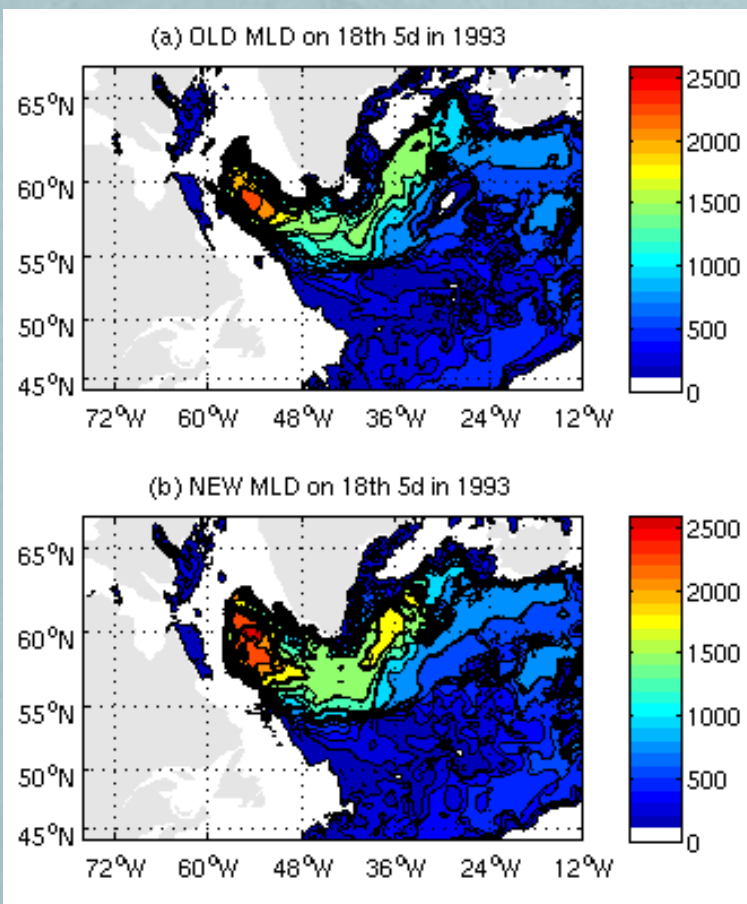 (a) OLD MLD on 18th 5d in 1993
65°N
60°N
55°N
50°N
45°N
72°W 60°W 48°W 36°W 24°W 12°W
2500
2000
1500
1000
500
0
(b) NEW MLD on 18th 5d in 1993
65°N
60°N
55°N
50°N
45°N
72°W 60°W 48°W 36°W 24°W 12°W
2500
2000
1500
1000
500
0